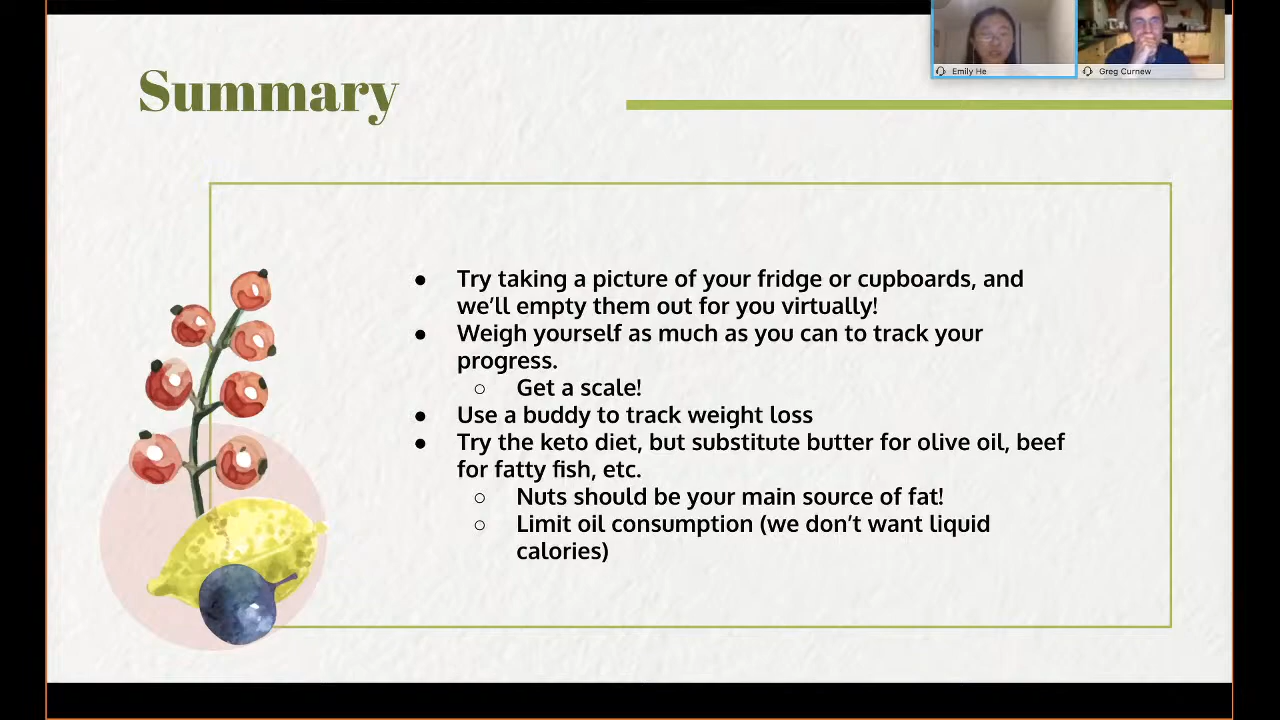 Emily He
Greg Curnew
Summary
● Try taking a picture of your fridge or cupboards, and
we’ll empty them out for you virtually!
● Weigh yourself as much as you can to track your
progress.
○ Get a scale!
● Use a buddy to track weight loss
● Try the keto diet, but substitute butter for olive oil, beef
for fatty fish, etc.
○ Nuts should be your main source of fat!
○ Limit oil consumption (we don’t want liquid
calories)